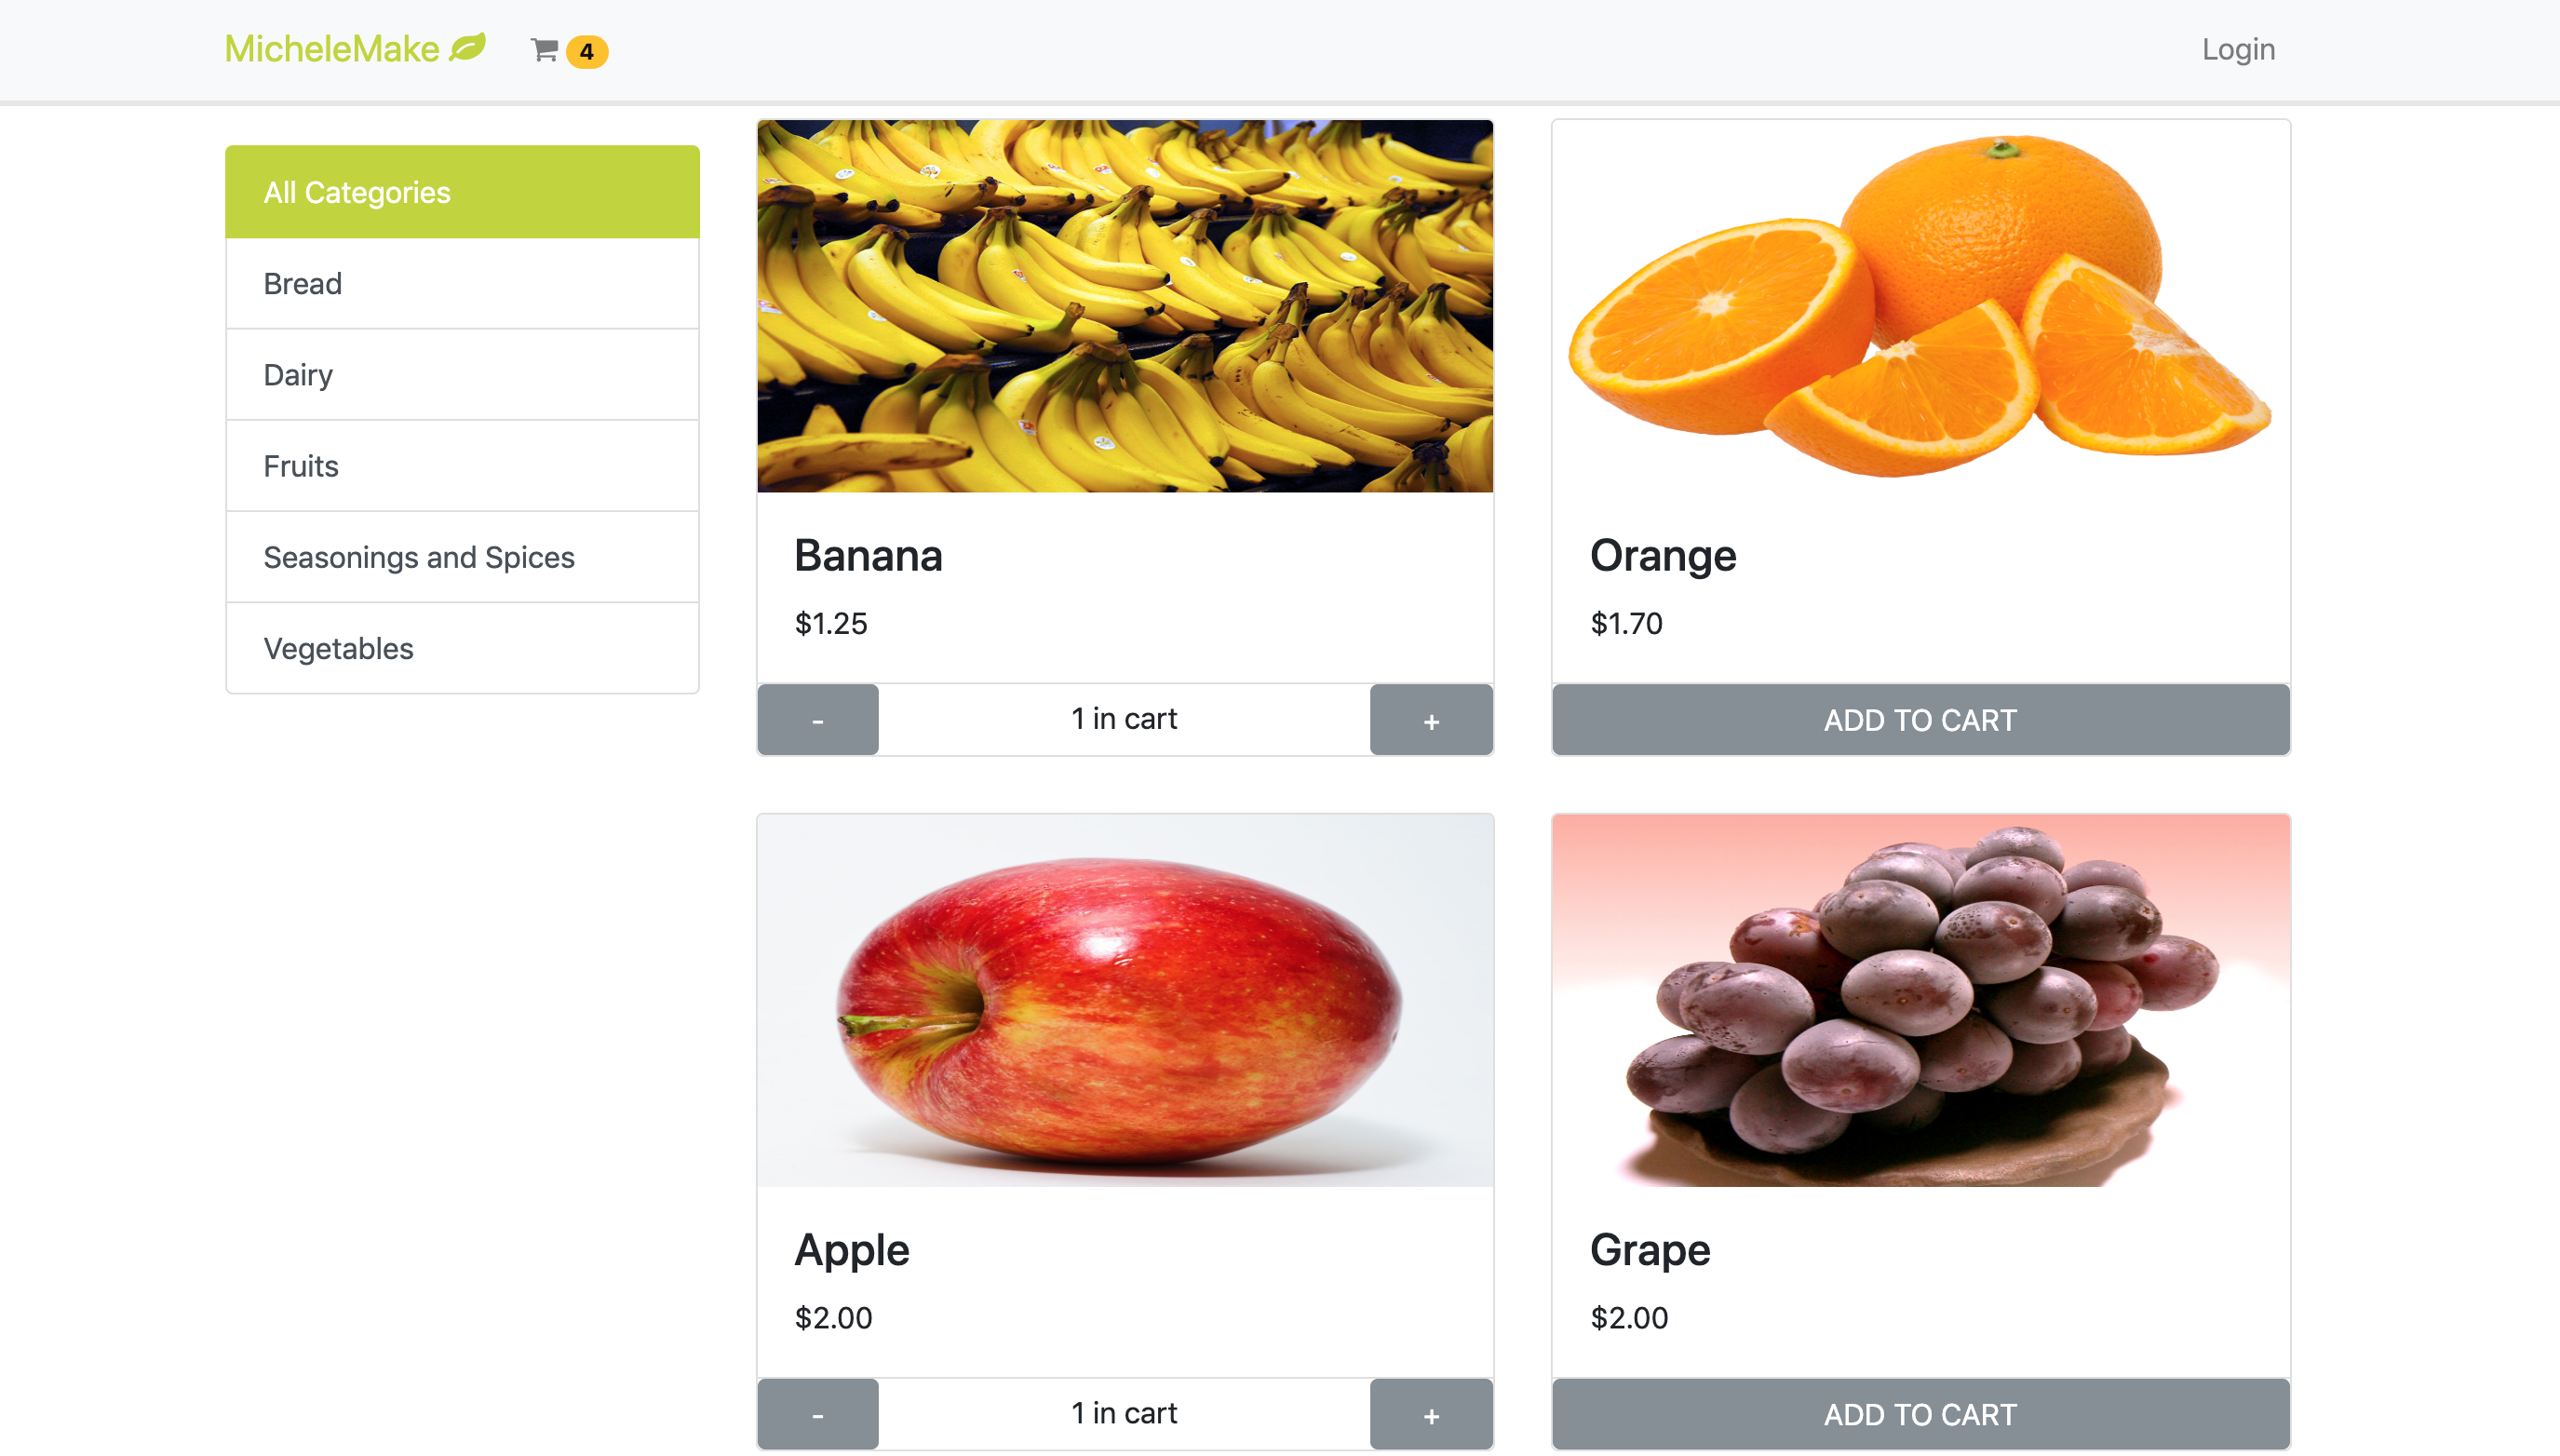 MicheleMake
4
Login
All Categories
Bread
Dairy
Fruits
Seasonings and Spices
Vegetables
Banana
$1.25
- 1 in cart +
Orange
$1.70
ADD TO CART
Apple
$2.00
- 1 in cart +
Grape
$2.00
ADD TO CART